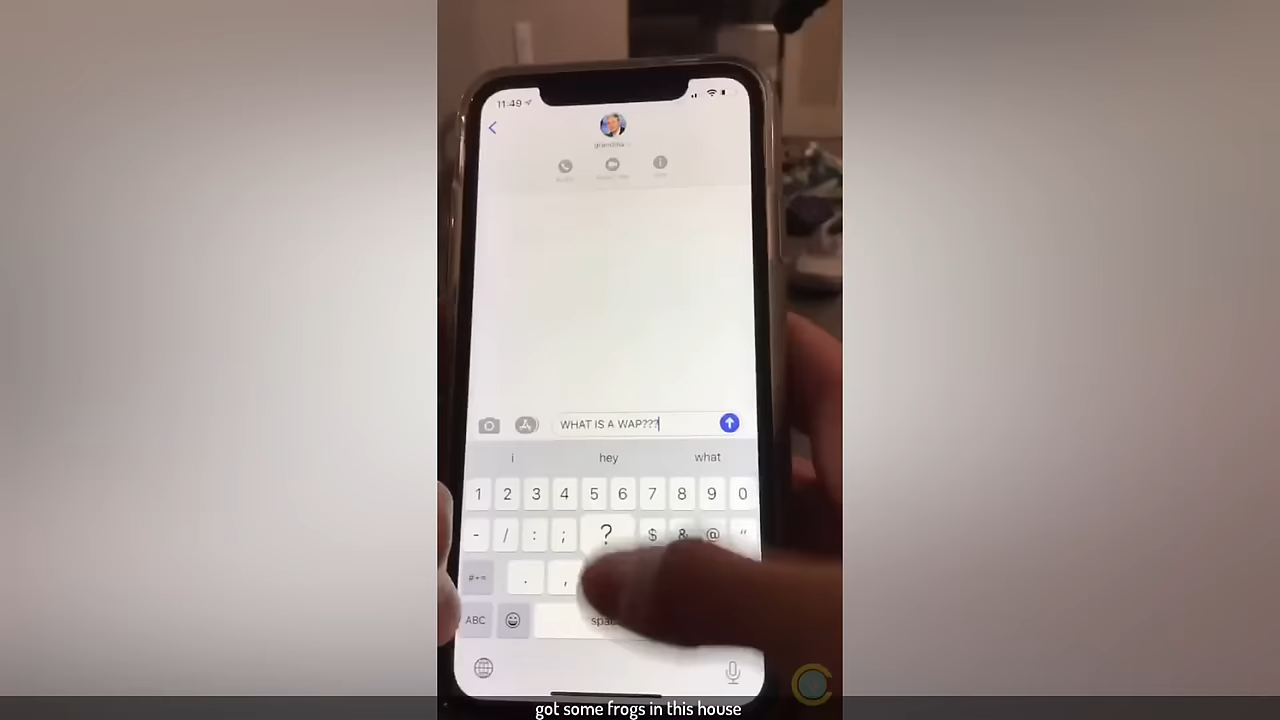 11:49
grandma
WHAT IS A WAP???
i hey what
1 2 3 4 5 6 7 8 9 0
- / : ; ? $ & @ "
#+= . ,
ABC
got some frogs in this house